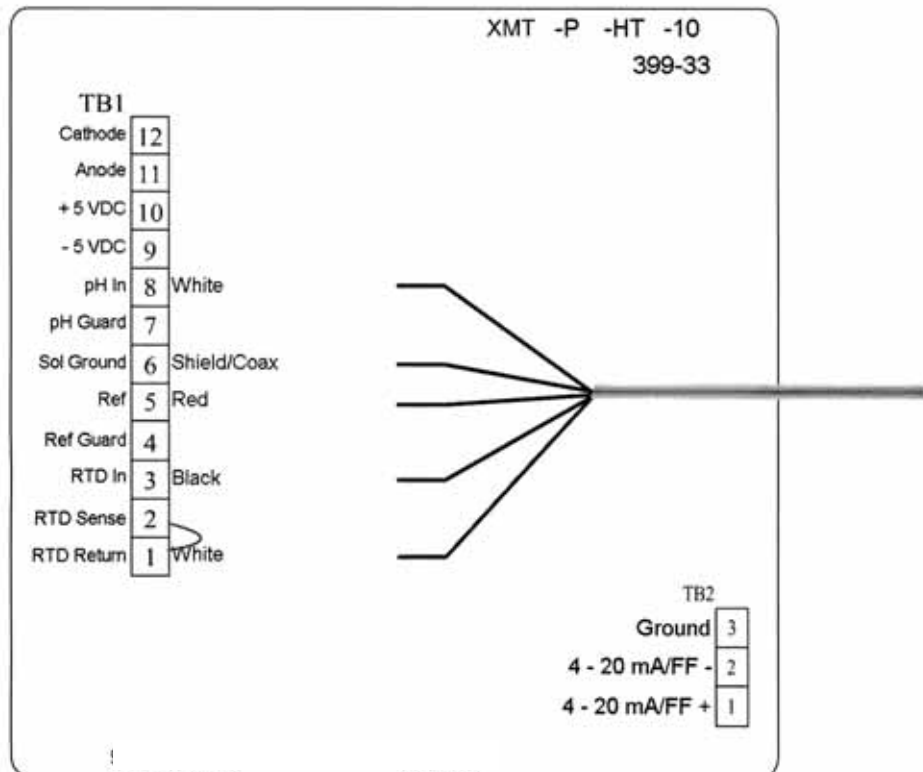 XMT -P -HT -10
399-33
TB1
Cathode 12
Anode 11
+ 5 VDC 10
- 5 VDC 9
pH In 8 White
pH Guard 7
Sol Ground 6 Shield/Coax
Ref 5 Red
Ref Guard 4
RTD In 3 Black
RTD Sense 2
RTD Return 1 White
TB2
Ground 3
4 - 20 mA/FF - 2
4 - 20 mA/FF + 1